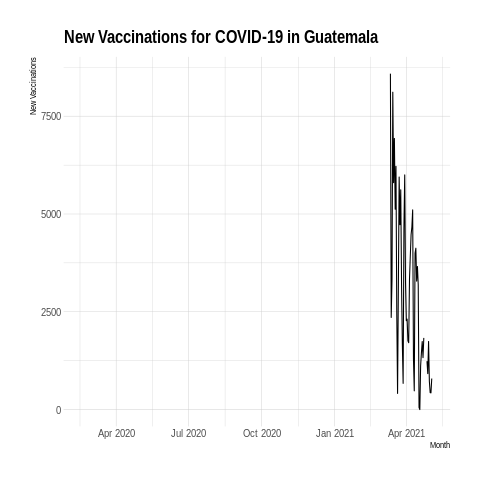 New Vaccinations for COVID-19 in Guatemala
New Vaccinations
7500
5000
2500
0
Apr 2020 Jul 2020 Oct 2020 Jan 2021 Apr 2021
Month